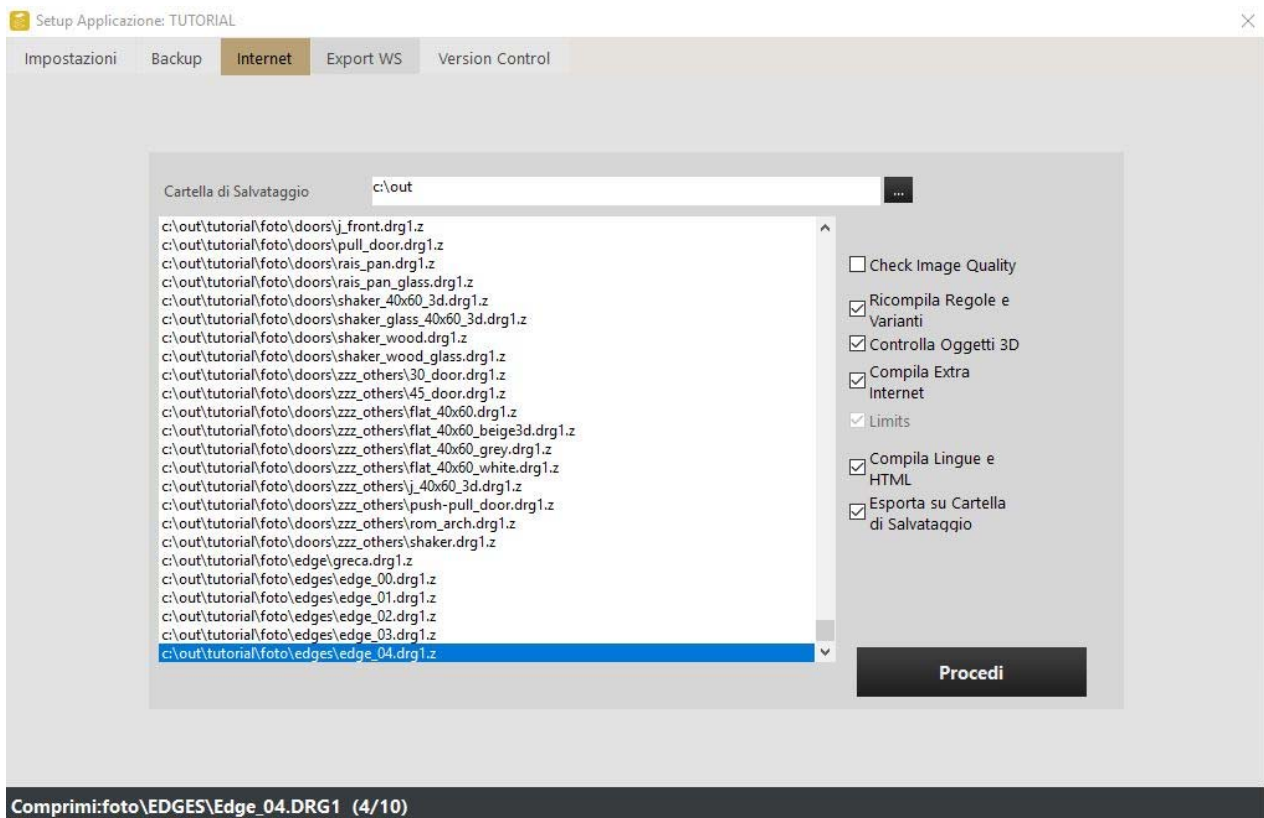 Setup Applicazione: TUTORIAL
Impostazioni Backup Internet Export WS Version Control
Cartella di Salvataggio c:\out ...
c:\out\tutorial\foto\doors\j_front.drg1.z
c:\out\tutorial\foto\doors\pull_door.drg1.z
c:\out\tutorial\foto\doors\rais_pan.drg1.z
c:\out\tutorial\foto\doors\rais_pan_glass.drg1.z
c:\out\tutorial\foto\doors\shaker_40x60_3d.drg1.z
c:\out\tutorial\foto\doors\shaker_glass_40x60_3d.drg1.z
c:\out\tutorial\foto\doors\shaker_wood.drg1.z
c:\out\tutorial\foto\doors\shaker_wood_glass.drg1.z
c:\out\tutorial\foto\doors\zzz_others\30_door.drg1.z
c:\out\tutorial\foto\doors\zzz_others\45_door.drg1.z
c:\out\tutorial\foto\doors\zzz_others\flat_40x60.drg1.z
c:\out\tutorial\foto\doors\zzz_others\flat_40x60_beige3d.drg1.z
c:\out\tutorial\foto\doors\zzz_others\flat_40x60_grey.drg1.z
c:\out\tutorial\foto\doors\zzz_others\flat_40x60_white.drg1.z
c:\out\tutorial\foto\doors\zzz_others\j_40x60_3d.drg1.z
c:\out\tutorial\foto\doors\zzz_others\push-pull_door.drg1.z
c:\out\tutorial\foto\doors\zzz_others\rom_arch.drg1.z
c:\out\tutorial\foto\doors\zzz_others\shaker.drg1.z
c:\out\tutorial\foto\edge\greca.drg1.z
c:\out\tutorial\foto\edges\edge_00.drg1.z
c:\out\tutorial\foto\edges\edge_01.drg1.z
c:\out\tutorial\foto\edges\edge_02.drg1.z
c:\out\tutorial\foto\edges\edge_03.drg1.z
c:\out\tutorial\foto\edges\edge_04.drg1.z
Check Image Quality
Ricompila Regole e
Varianti
Controlla Oggetti 3D
Compila Extra
Internet
Limits
Compila Lingue e
HTML
Esporta su Cartella
di Salvataggio
Procedi
Comprimi:foto\EDGES\Edge_04.DRG1 (4/10)